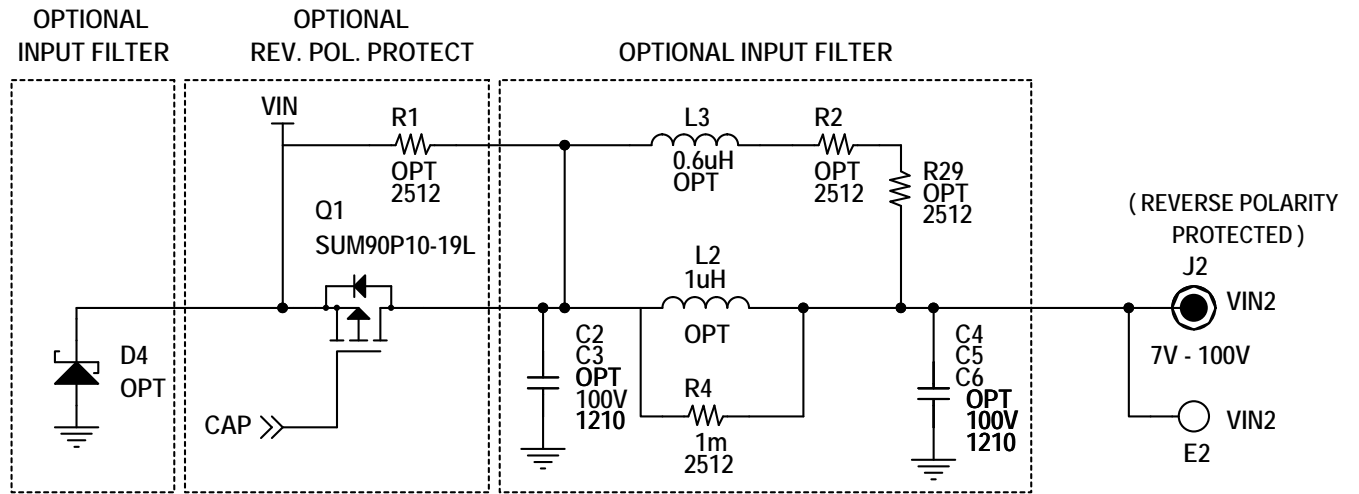 OPTIONAL
INPUT FILTER
OPTIONAL
REV. POL. PROTECT
OPTIONAL INPUT FILTER
VIN
R1
OPT
2512
L3
0.6uH
OPT
R2
OPT
2512
R29
OPT
2512
Q1
SUM90P10-19L
( REVERSE POLARITY
PROTECTED )
J2
VIN2
7V - 100V
L2
1uH
OPT
D4
OPT
CAP
C2
C3
OPT
100V
1210
R4
1m
2512
C4
C5
C6
OPT
100V
1210
VIN2
E2